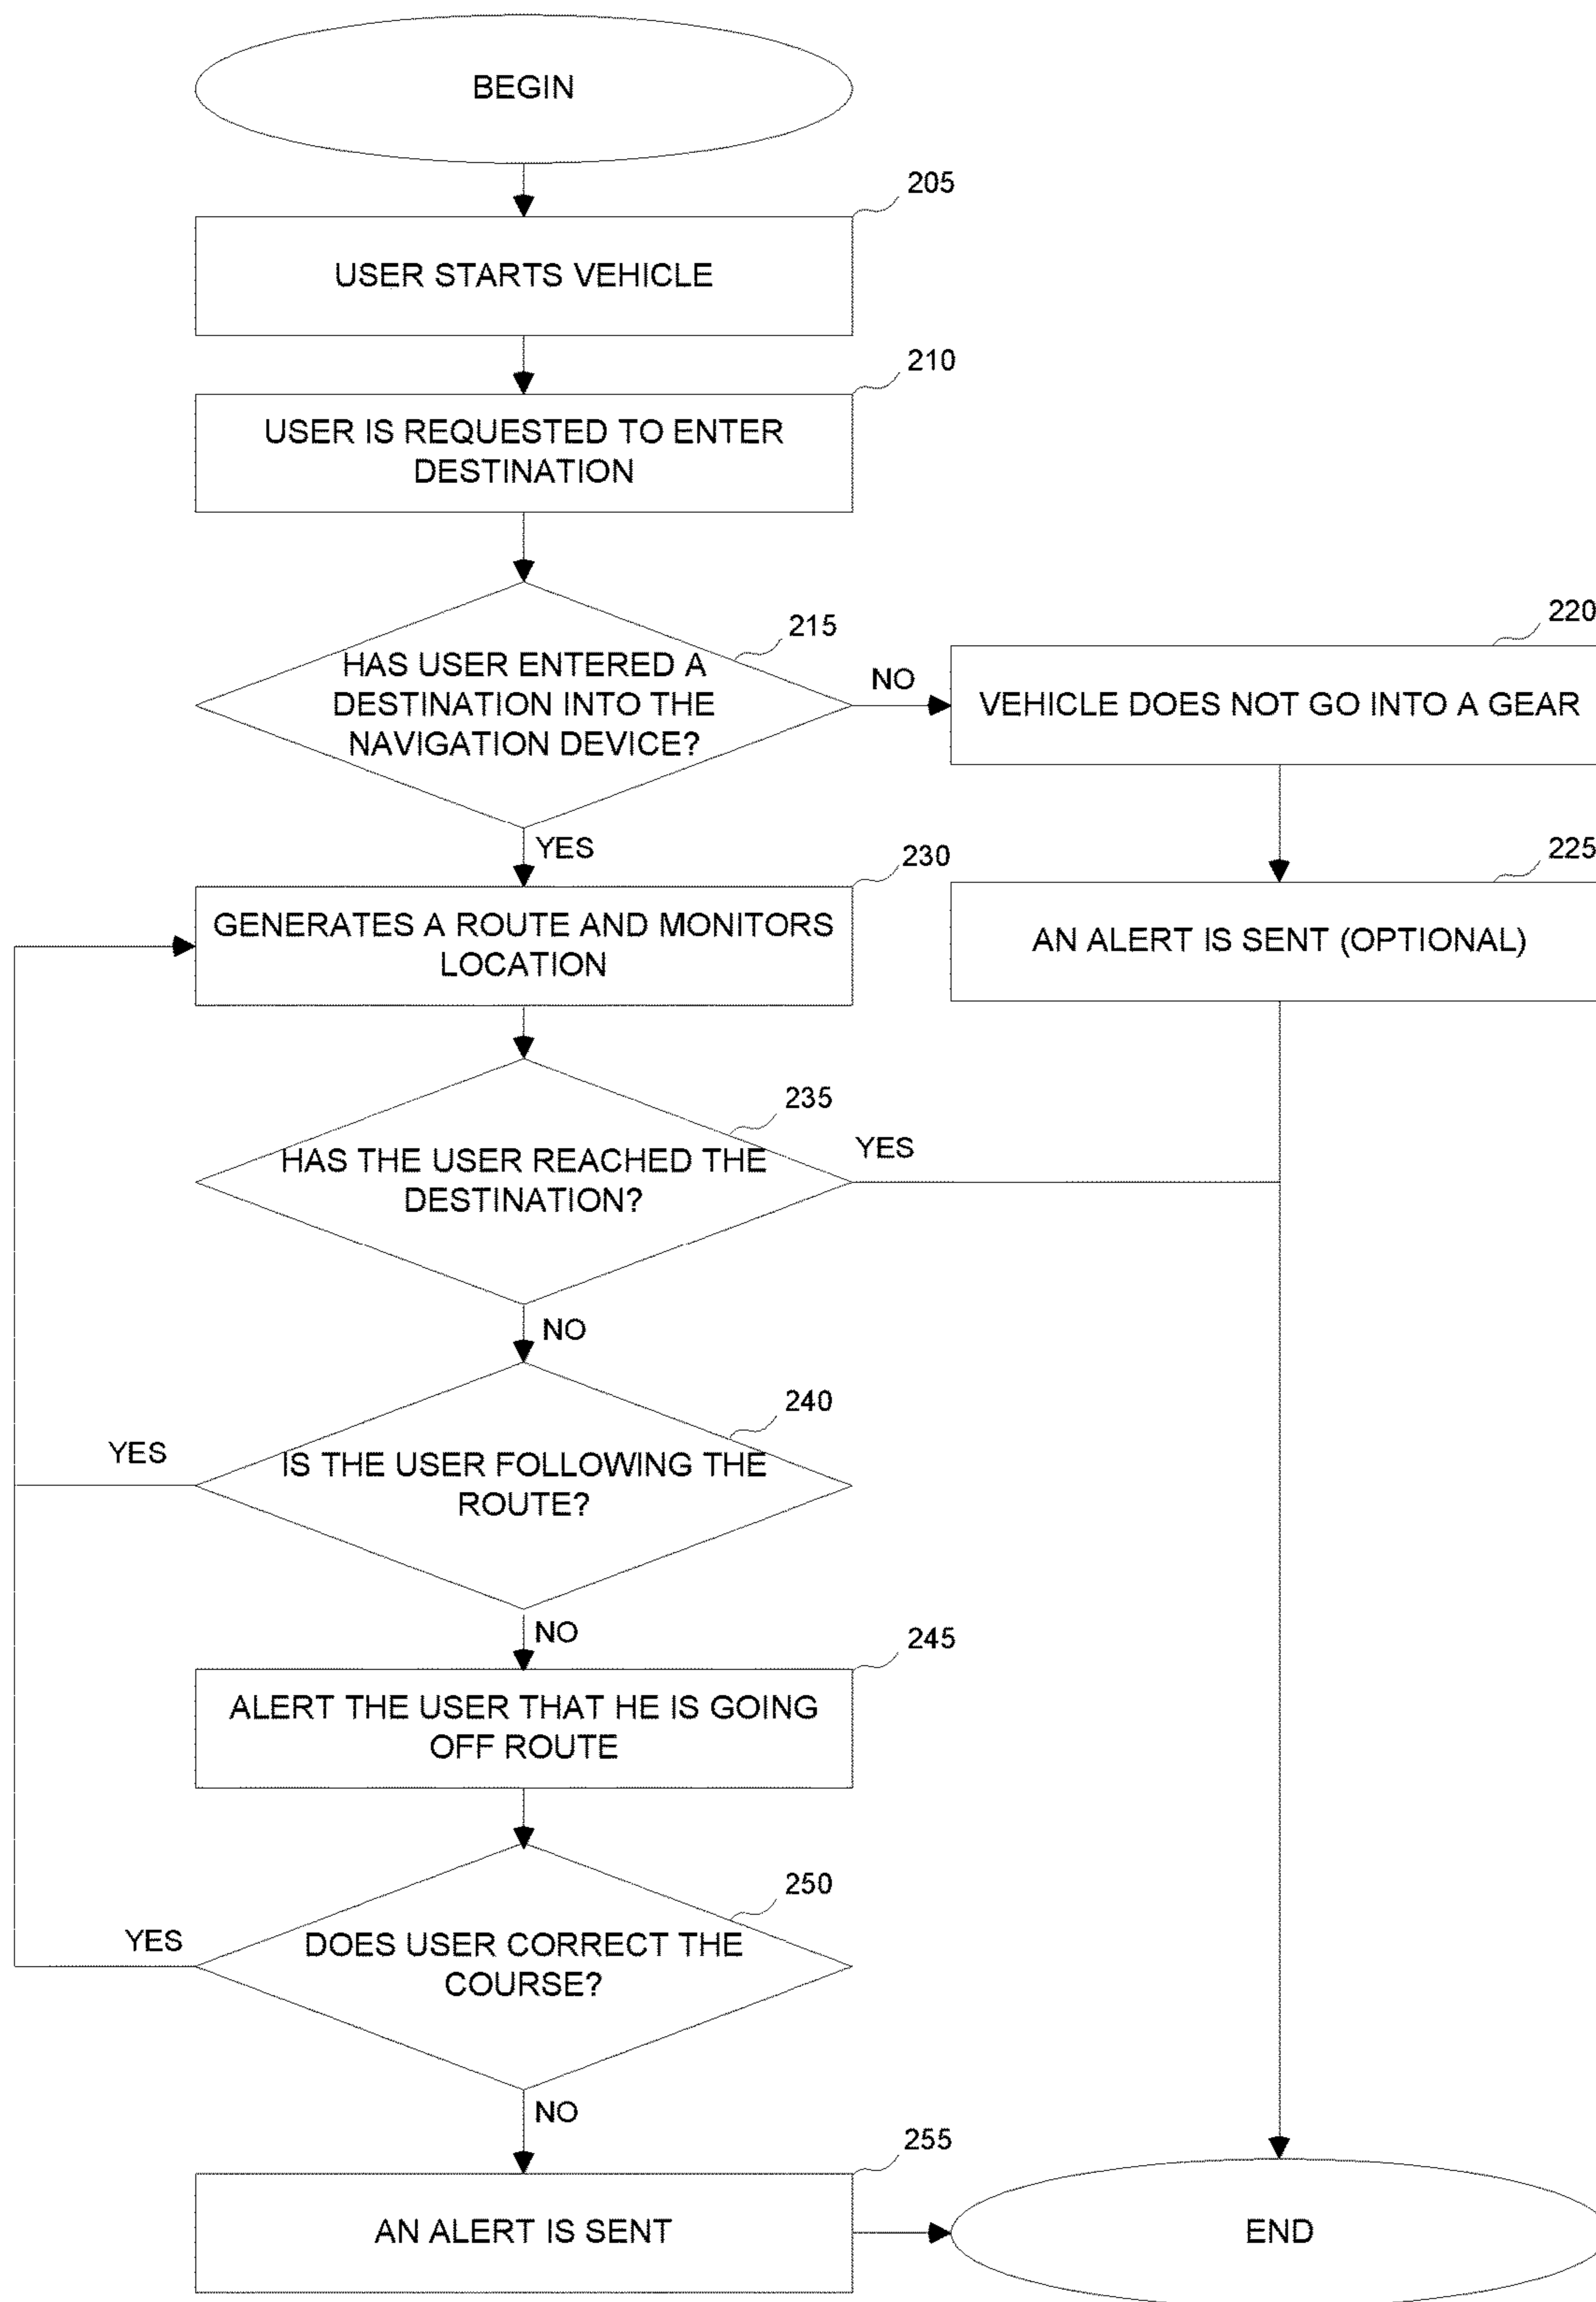 BEGIN
205
USER STARTS VEHICLE
210
USER IS REQUESTED TO ENTER
DESTINATION
215
HAS USER ENTERED A
DESTINATION INTO THE
NAVIGATION DEVICE?
NO
220
VEHICLE DOES NOT GO INTO A GEAR
YES
225
AN ALERT IS SENT (OPTIONAL)
230
GENERATES A ROUTE AND MONITORS
LOCATION
235
HAS THE USER REACHED THE
DESTINATION?
YES
NO
240
IS THE USER FOLLOWING THE
ROUTE?
YES
NO
245
ALERT THE USER THAT HE IS GOING
OFF ROUTE
250
DOES USER CORRECT THE
COURSE?
YES
NO
255
AN ALERT IS SENT
END